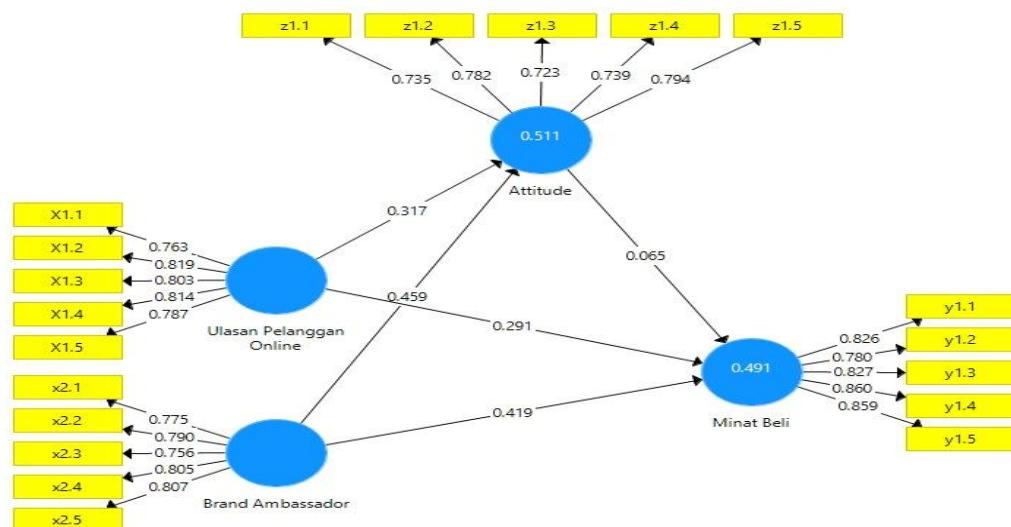 z1.1
z1.2
z1.3
z1.4
z1.5
0.735
0.782
0.723
0.739
0.794
0.511
Attitude
X1.1
X1.2
X1.3
X1.4
X1.5
0.763
0.819
0.803
0.814
0.787
Ulasan Pelanggan
Online
0.317
0.459
0.291
0.065
0.419
x2.1
x2.2
x2.3
x2.4
x2.5
0.775
0.790
0.756
0.805
0.807
Brand Ambassador
0.491
Minat Beli
0.826
0.780
0.827
0.860
0.859
y1.1
y1.2
y1.3
y1.4
y1.5